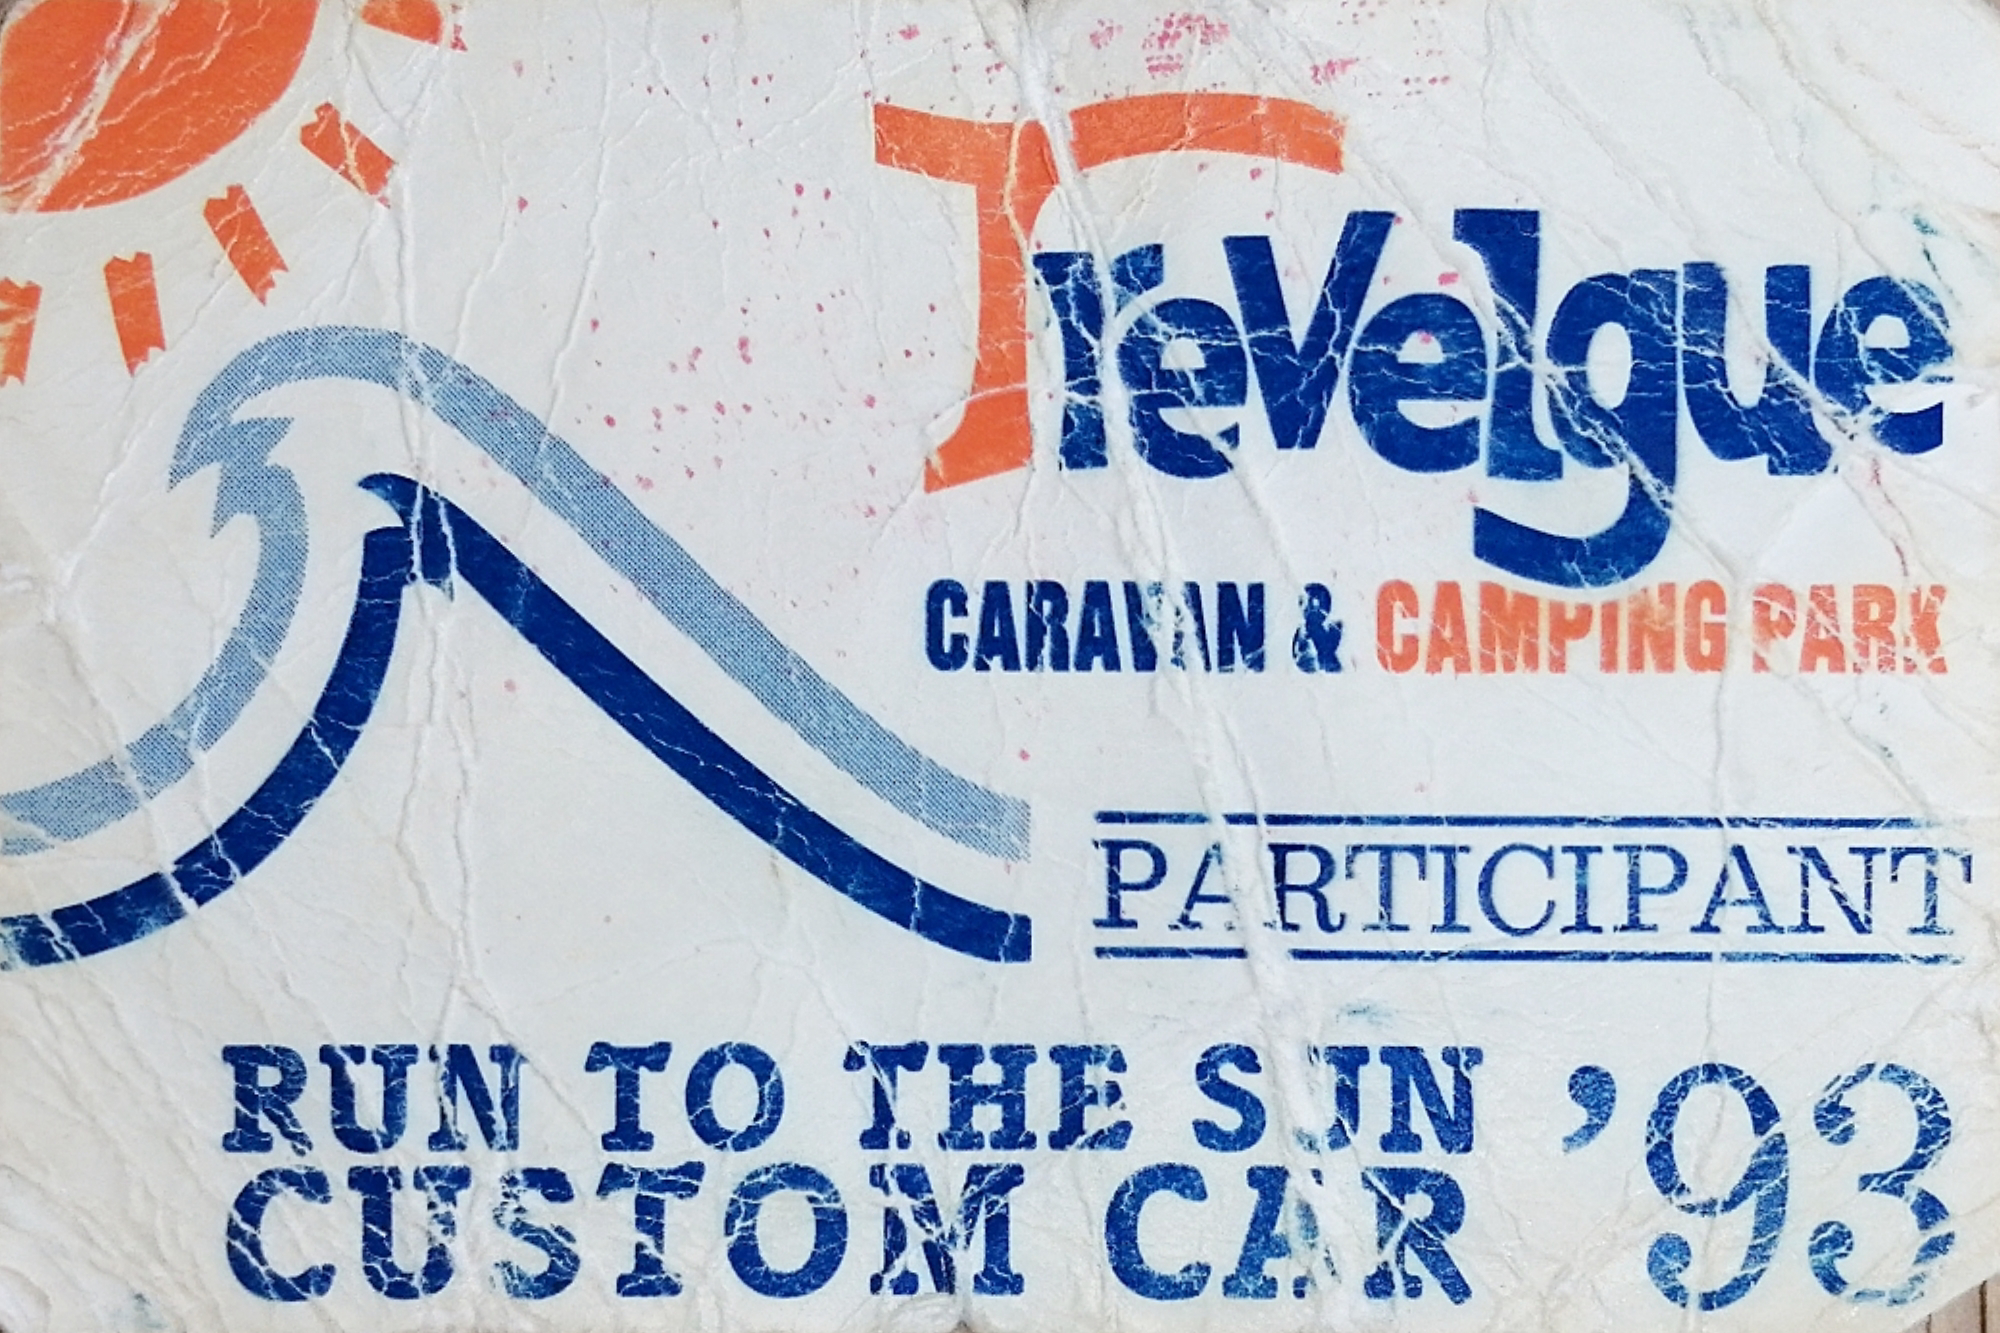 Trevelgue
CARAVAN & CAMPING PARK
PARTICIPANT
RUN TO THE SUN
CUSTOM CAR '93